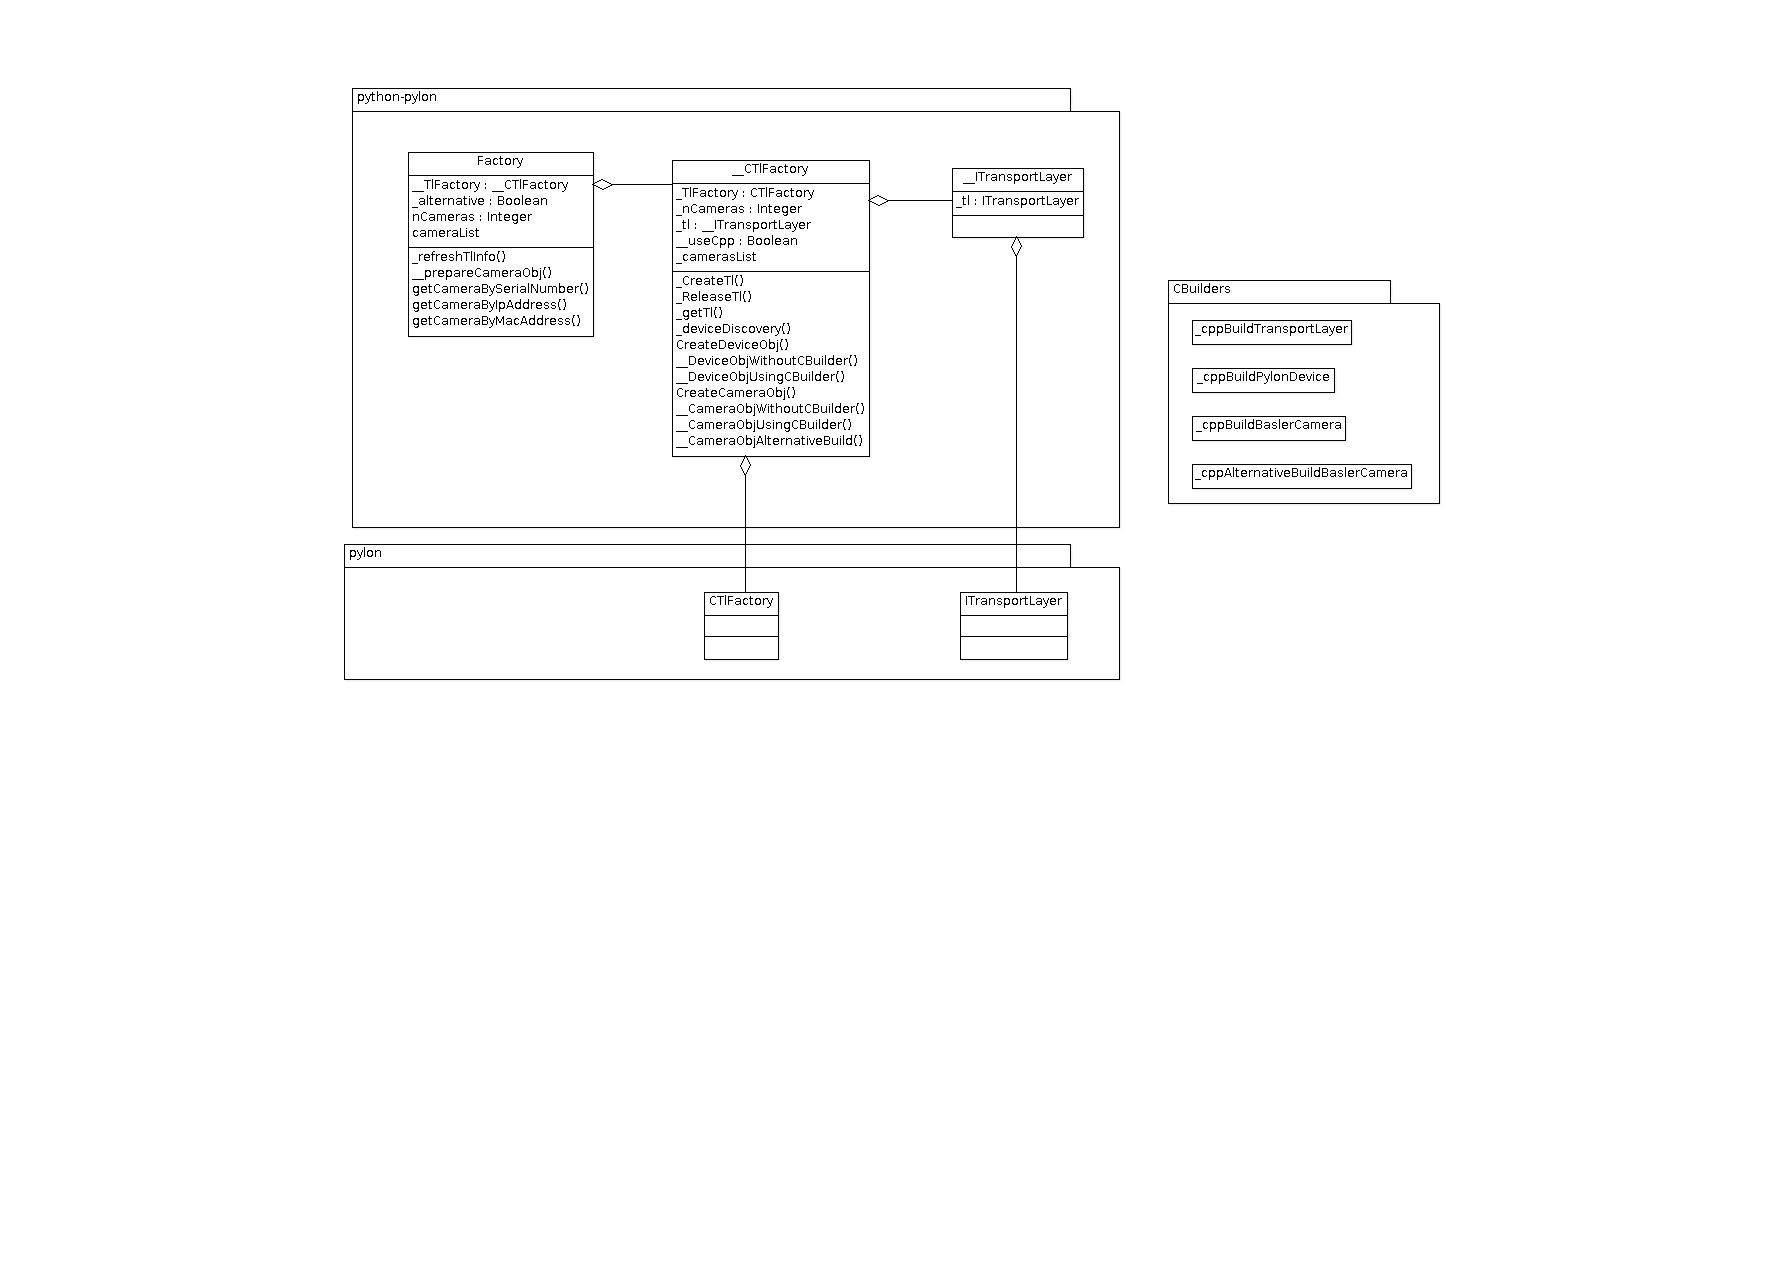 python-pylon
Factory
__TlFactory : __CTlFactory
_alternative : Boolean
nCameras : Integer
cameraList
_refreshTlInfo()
__prepareCameraObj()
getCameraBySerialNumber()
getCameraByIpAddress()
getCameraByMacAddress()
__CTlFactory
_TlFactory : CTlFactory
_nCameras : Integer
_tl : __ITransportLayer
__useCpp : Boolean
_camerasList
_CreateTl()
_ReleaseTl()
_getTl()
_deviceDiscovery()
CreateDeviceObj()
__DeviceObjWithoutCBuilder()
__DeviceObjUsingCBuilder()
CreateCameraObj()
__CameraObjWithoutCBuilder()
__CameraObjUsingCBuilder()
__CameraObjAlternativeBuild()
__ITransportLayer
_tl : ITransportLayer
CBuilders
_cppBuildTransportLayer
_cppBuildPylonDevice
_cppBuildBaslerCamera
_cppAlternativeBuildBaslerCamera
pylon
CTlFactory
ITransportLayer